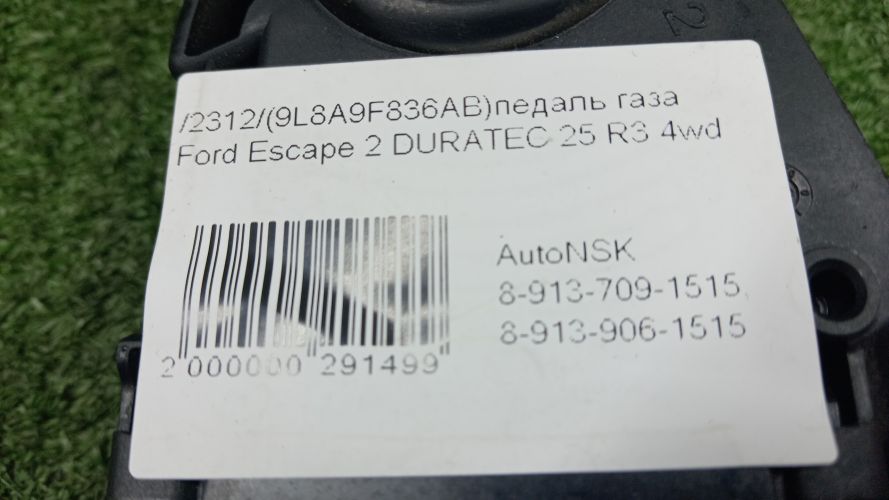 /2312/(9L8A9F836AB)педаль газа
Ford Escape 2 DURATEC 25 R3 4wd
AutoNSK
8-913-709-1515,
8-913-906-1515
2 000000 291499
2